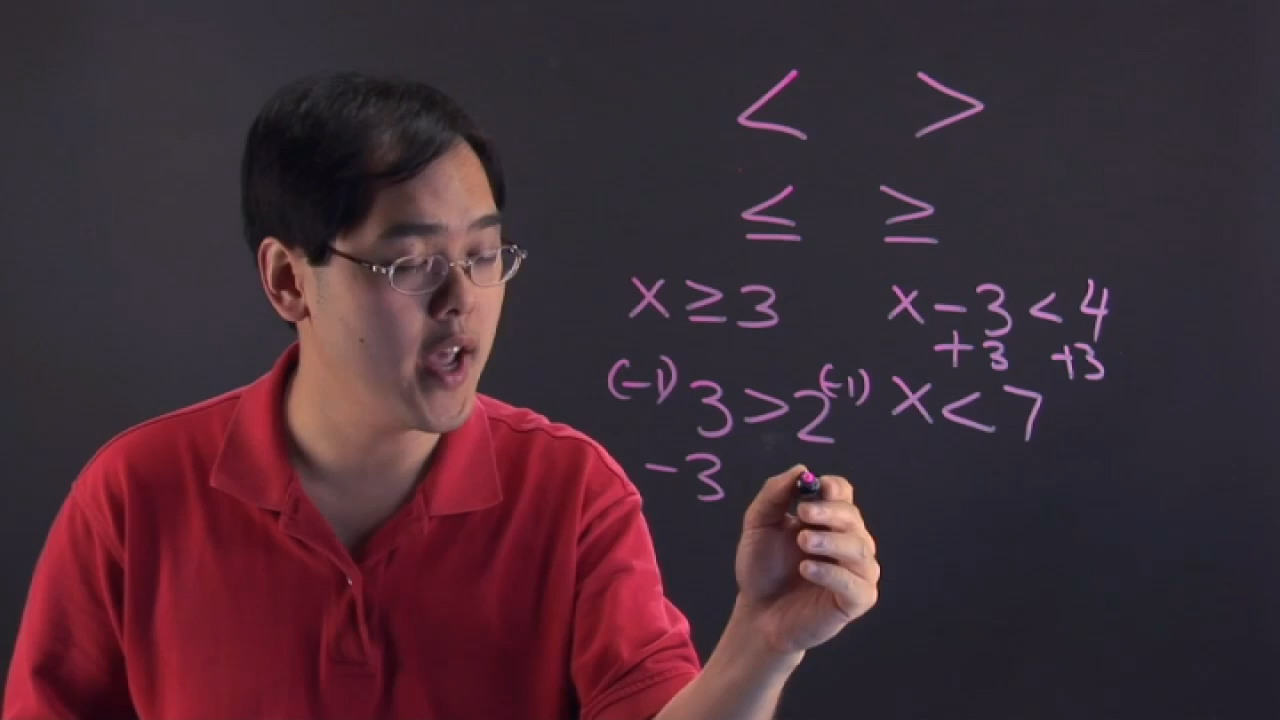 < >
≤ ≥
x ≥ 3 x - 3 < 4
+ 3 +3
(-1) 3 > 2 (-1) x < 7
-3